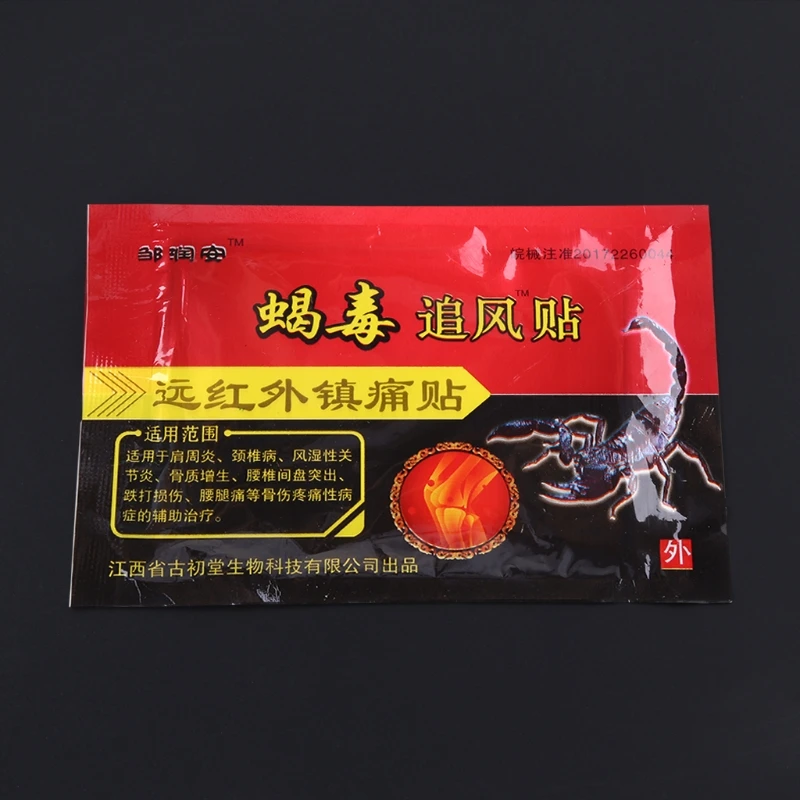 邹润安™
皖械注准20172260044
蝎毒 追风™贴
远红外镇痛贴
适用范围
适用于肩周炎、颈椎病、风湿性关
节炎、骨质增生、腰椎间盘突出、
跌打损伤、腰腿痛等骨伤疼痛性病
症的辅助治疗。
江西省古初堂生物科技有限公司出品
外